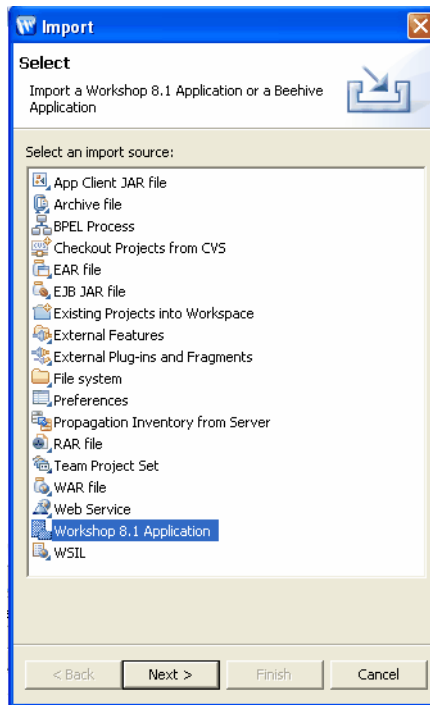 Import
Select
Import a Workshop 8.1 Application or a Beehive
Application
Select an import source:
App Client JAR file
Archive file
BPEL Process
Checkout Projects from CVS
EAR file
EJB JAR file
Existing Projects into Workspace
External Features
External Plug-ins and Fragments
File system
Preferences
Propagation Inventory from Server
RAR file
Team Project Set
WAR file
Web Service
Workshop 8.1 Application
WSIL
< Back Next > Finish Cancel